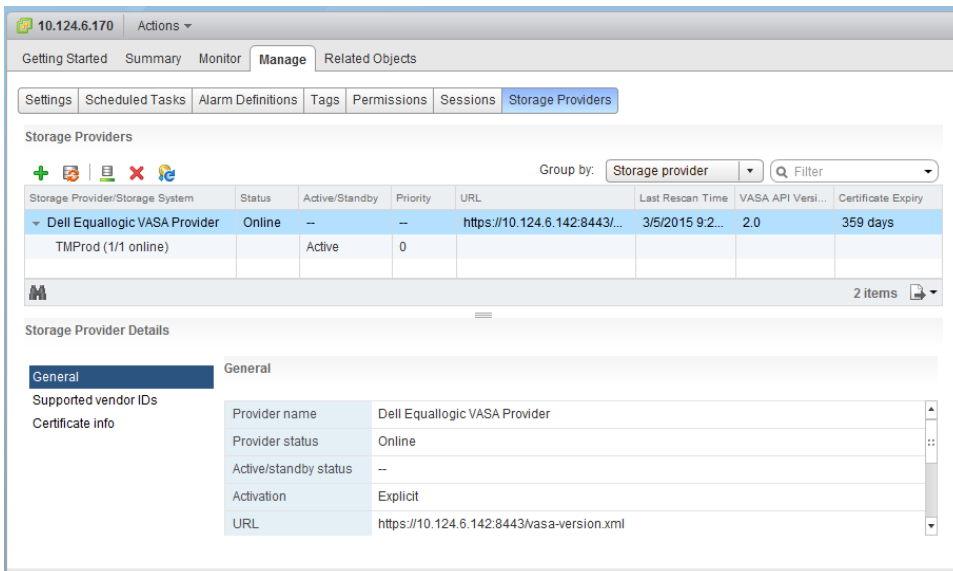 10.124.6.170 Actions
Getting Started Summary Monitor Manage Related Objects
Settings Scheduled Tasks Alarm Definitions Tags Permissions Sessions Storage Providers
Storage Providers
Group by: Storage provider Filter
Storage Provider/Storage System Status Active/Standby Priority URL Last Rescan Time VASA API Versi... Certificate Expiry
Dell Equallogic VASA Provider Online -- -- https://10.124.6.142:8443/... 3/5/2015 9:2... 2.0 359 days
TMProd (1/1 online) Active 0
2 items
Storage Provider Details
General
Supported vendor IDs
Certificate info
General
Provider name Dell Equallogic VASA Provider
Provider status Online
Active/standby status --
Activation Explicit
URL https://10.124.6.142:8443/vasa-version.xml